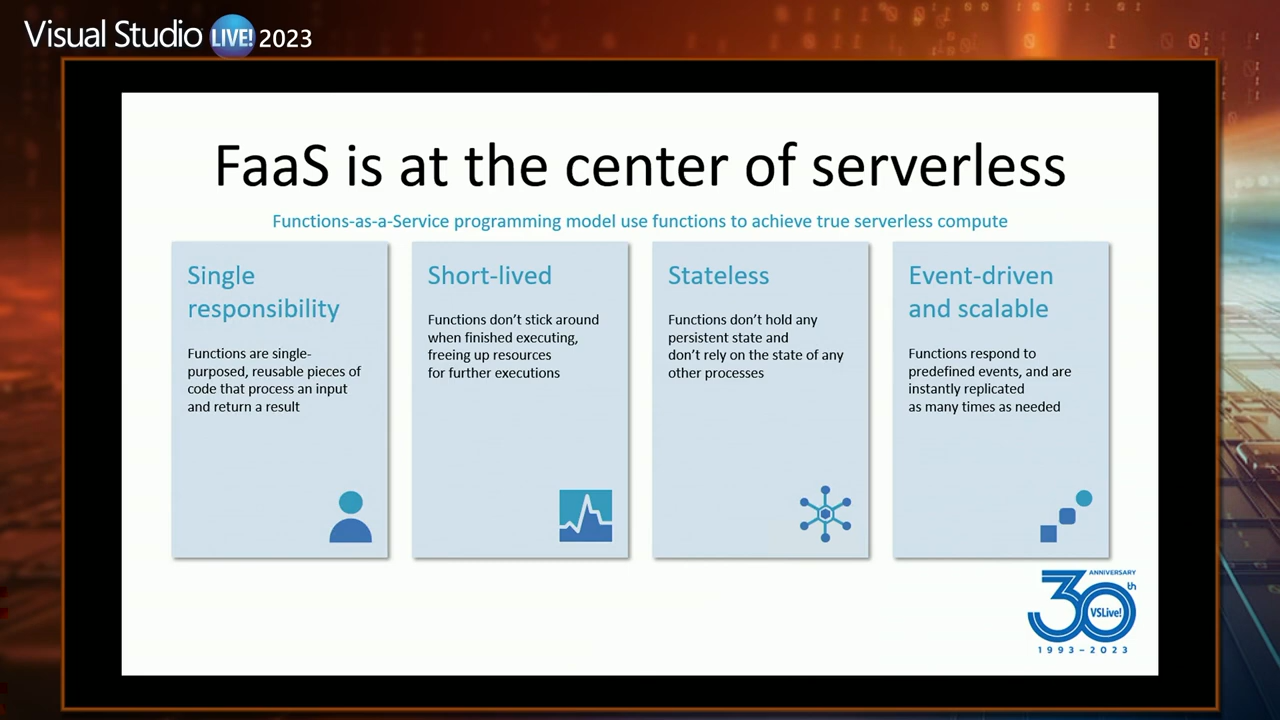 Visual Studio LIVE! 2023
FaaS is at the center of serverless
Functions-as-a-Service programming model use functions to achieve true serverless compute
Single
responsibility
Functions are single-
purposed, reusable pieces of
code that process an input
and return a result
Short-lived
Functions don't stick around
when finished executing,
freeing up resources
for further executions
Stateless
Functions don't hold any
persistent state and
don't rely on the state of any
other processes
Event-driven
and scalable
Functions respond to
predefined events, and are
instantly replicated
as many times as needed
ANNIVERSARY
30th
VSLive!
1993-2023